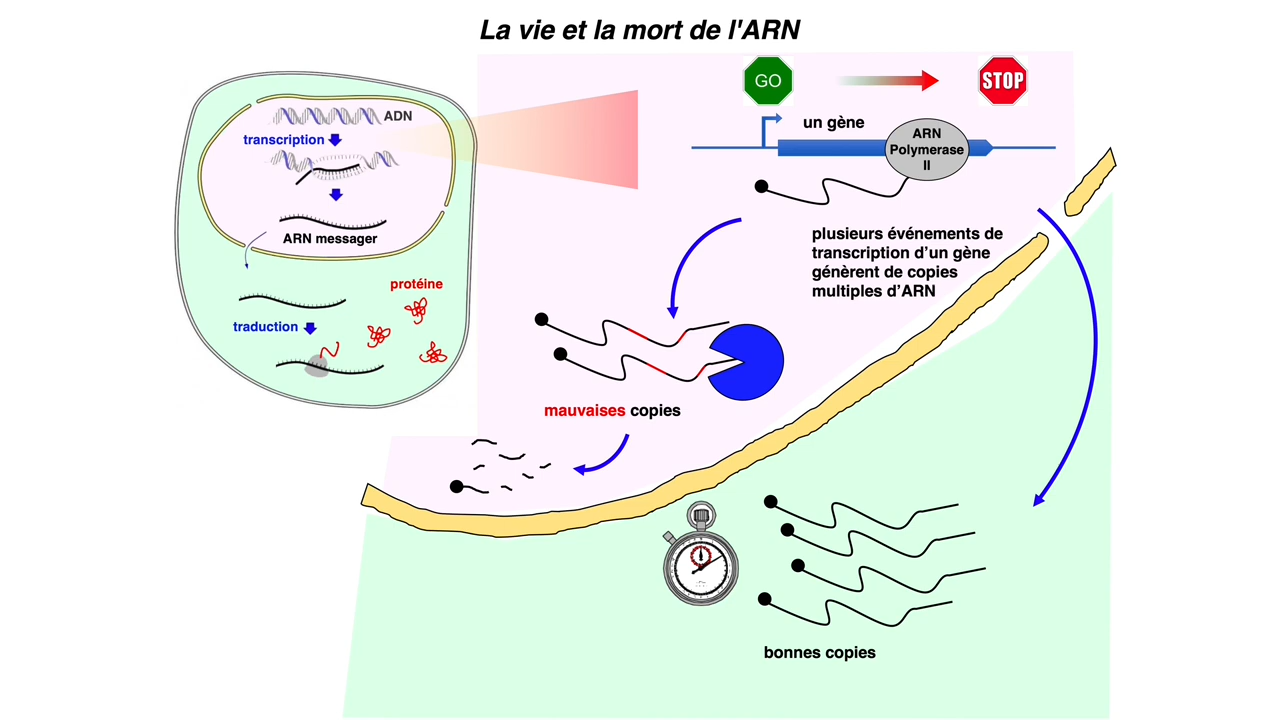 La vie et la mort de l'ARN
ADN
transcription
ARN messager
protéine
traduction
GO
STOP
un gène
ARN
Polymerase
II
plusieurs événements de
transcription d'un gène
génèrent de copies
multiples d'ARN
mauvaises copies
bonnes copies